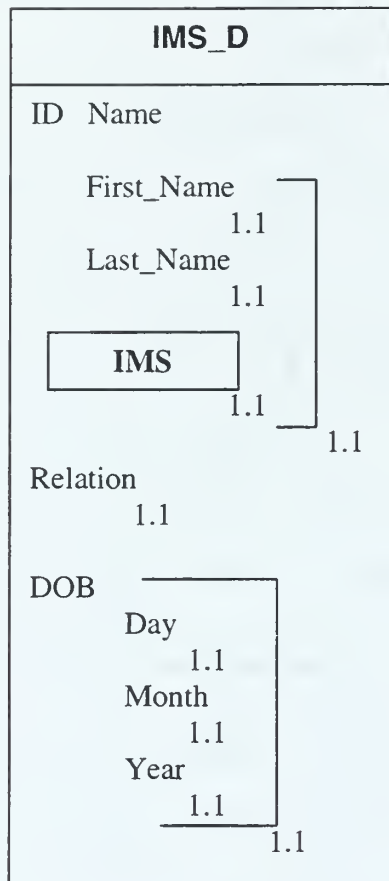 IMS_D
ID Name
First_Name
1.1
Last_Name
1.1
IMS
1.1
1.1
Relation
1.1
DOB
Day
1.1
Month
1.1
Year
1.1
1.1